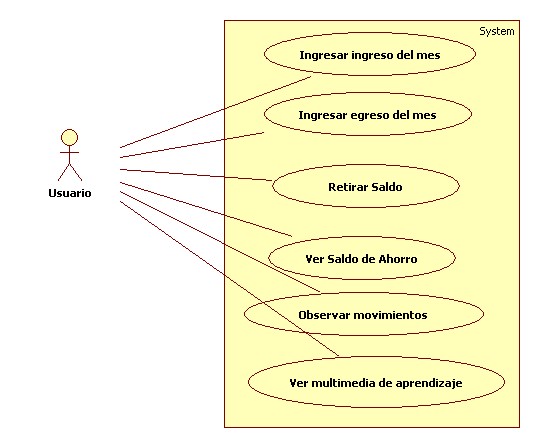 System
Ingresar ingreso del mes
Ingresar egreso del mes
Retirar Saldo
Usuario
Ver Saldo de Ahorro
Observar movimientos
Ver multimedia de aprendizaje